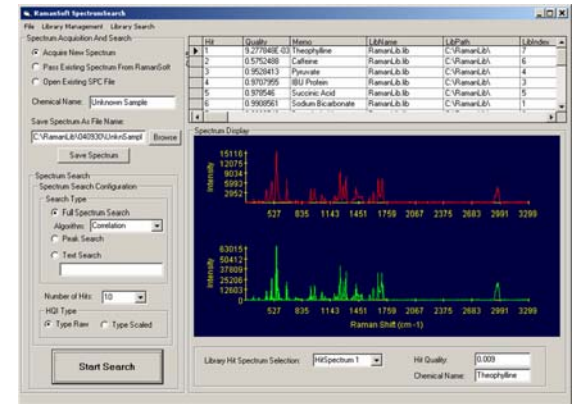 RamanSoft SpectrumSearch
File Library Management Library Search
Spectrum Acquisition And Search
Acquire New Spectrum
Pass Existing Spectrum From RamanSoft
Open Existing SPC File
Chemical Name: Unknown Sample
Save Spectrum As File Name:
C:\RamanLib\040930\UnknSampl Browse
Save Spectrum
Spectrum Search
Spectrum Search Configuration
Search Type
Full Spectrum Search
Algorithm: Correlation
Peak Search
Text Search
Number of Hits: 10
HQI Type
Type Raw Type Scaled
Start Search
Hit Quality Memo LibName LibPath LibIndex
1 9.277848E-03 Theophylline RamanLib.lib C:\RamanLib\ 7
2 0.5752488 Caffeine RamanLib.lib C:\RamanLib\ 6
3 0.9528413 Pyruvate RamanLib.lib C:\RamanLib\ 4
4 0.9707995 IBU Protein RamanLib.lib C:\RamanLib\ 3
5 0.978546 Succinic Acid RamanLib.lib C:\RamanLib\ 5
6 0.9908561 Sodium Bicarbonate RamanLib.lib C:\RamanLib\ 1
Spectrum Display
Intensity
15116
12075
9034
5993
2952
527 835 1143 1451 1759 2067 2375 2683 2991 3299
Intensity
63015
50412
37809
25206
12603
0
527 835 1143 1451 1759 2067 2375 2683 2991 3299
Raman Shift (cm-1)
Library Hit Spectrum Selection: HitSpectrum 1 Hit Quality: 0.009
Chemical Name: Theophylline